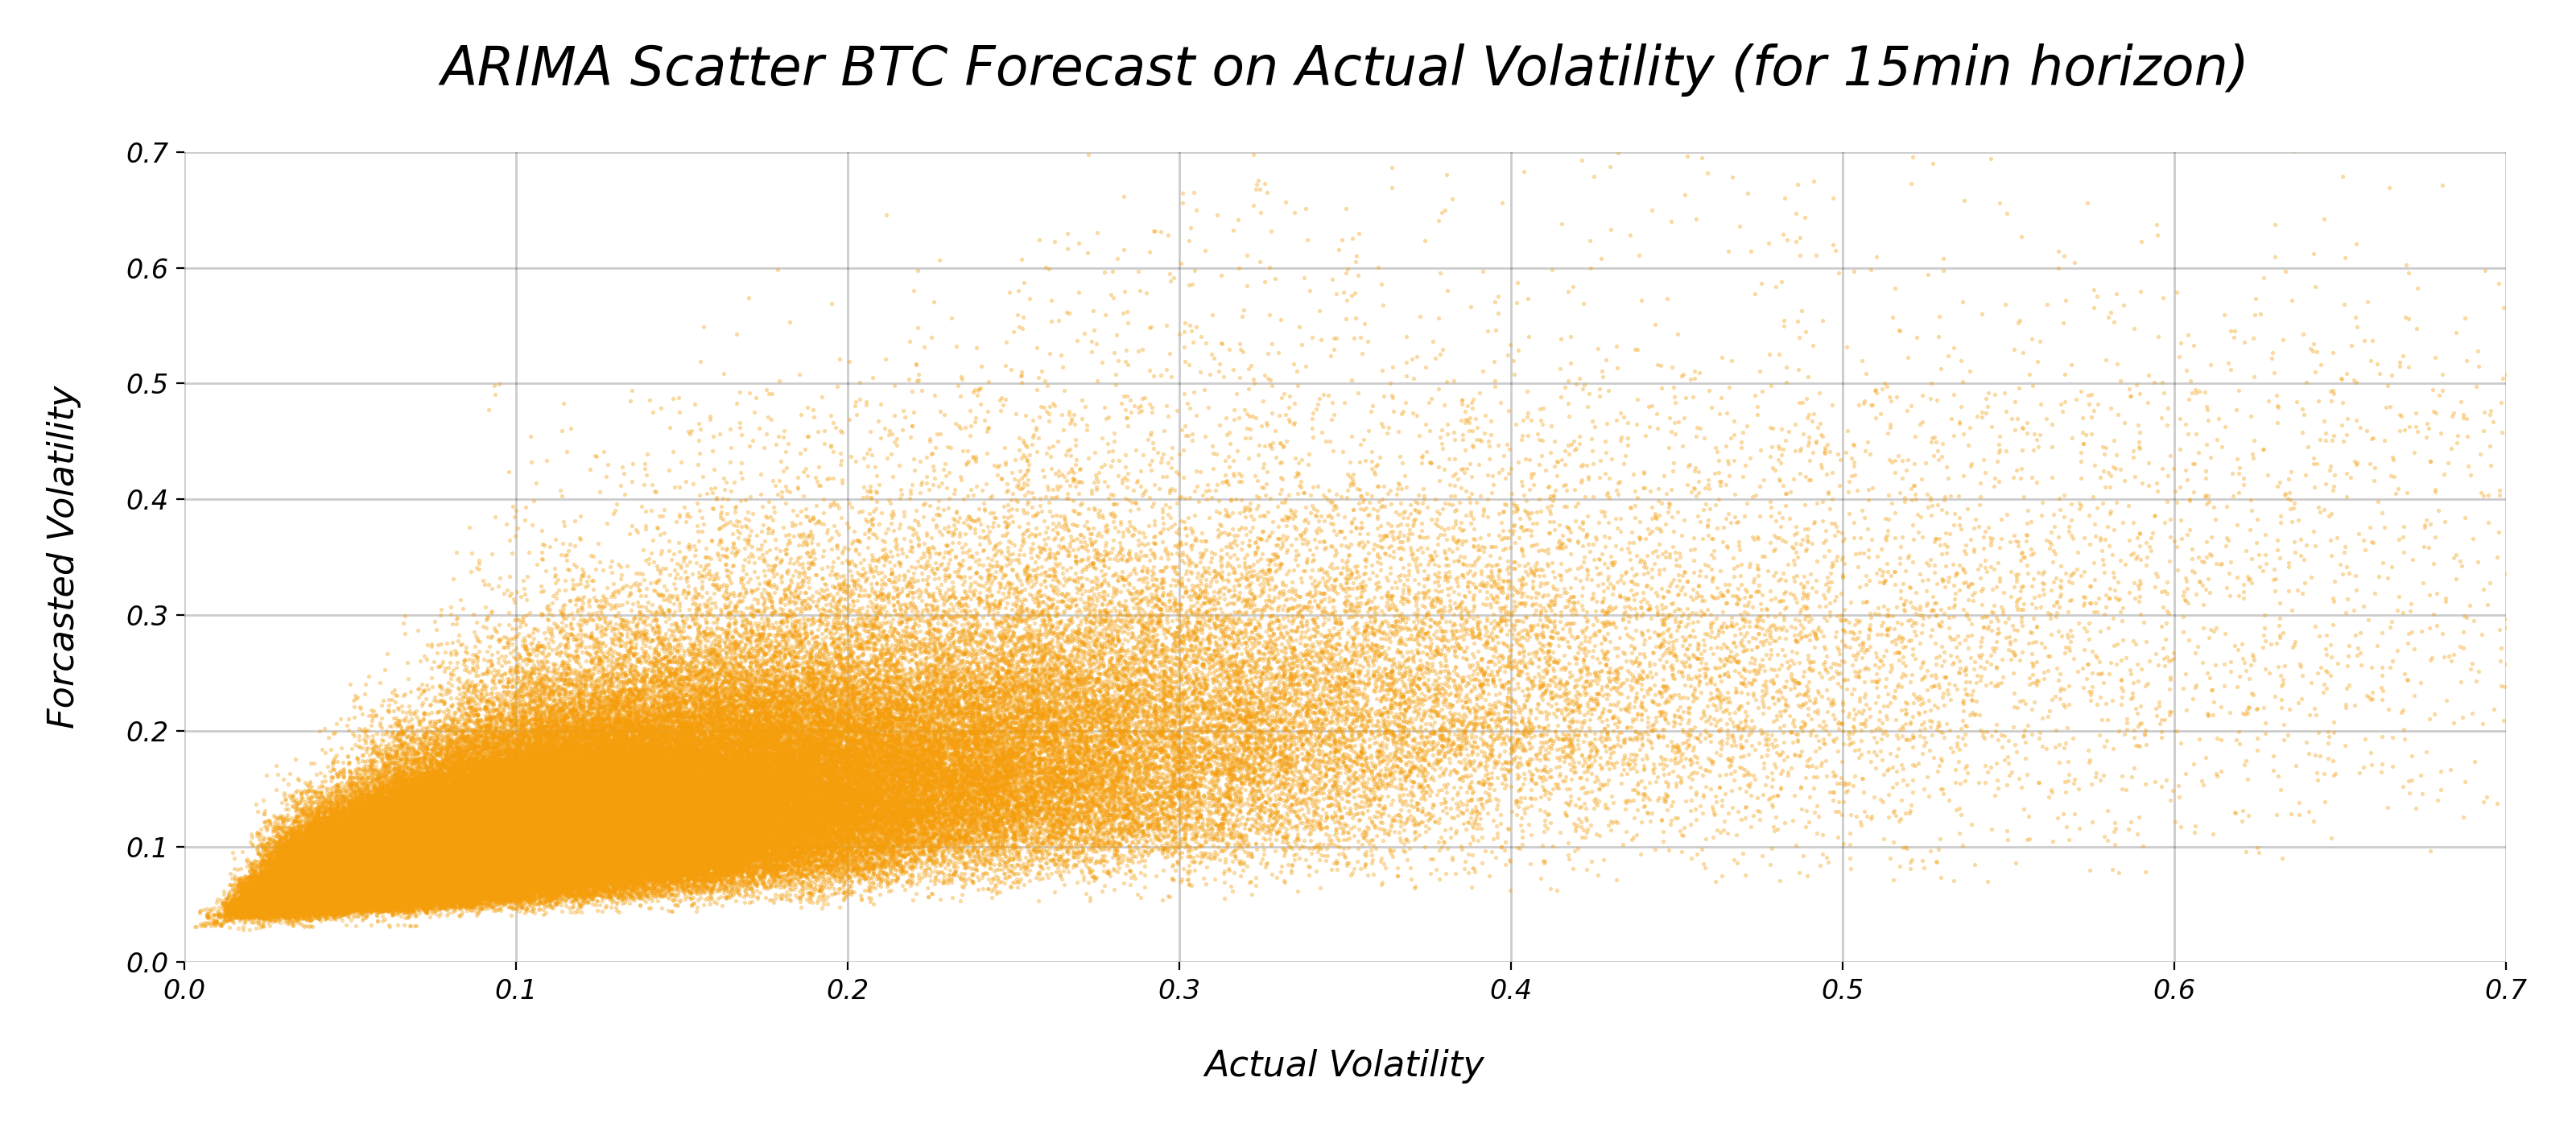 ARIMA Scatter BTC Forecast on Actual Volatility (for 15min horizon)
0.7
0.6
0.5
0.4
0.3
0.2
0.1
0.0
Forcasted Volatility
0.0 0.1 0.2 0.3 0.4 0.5 0.6 0.7
Actual Volatility